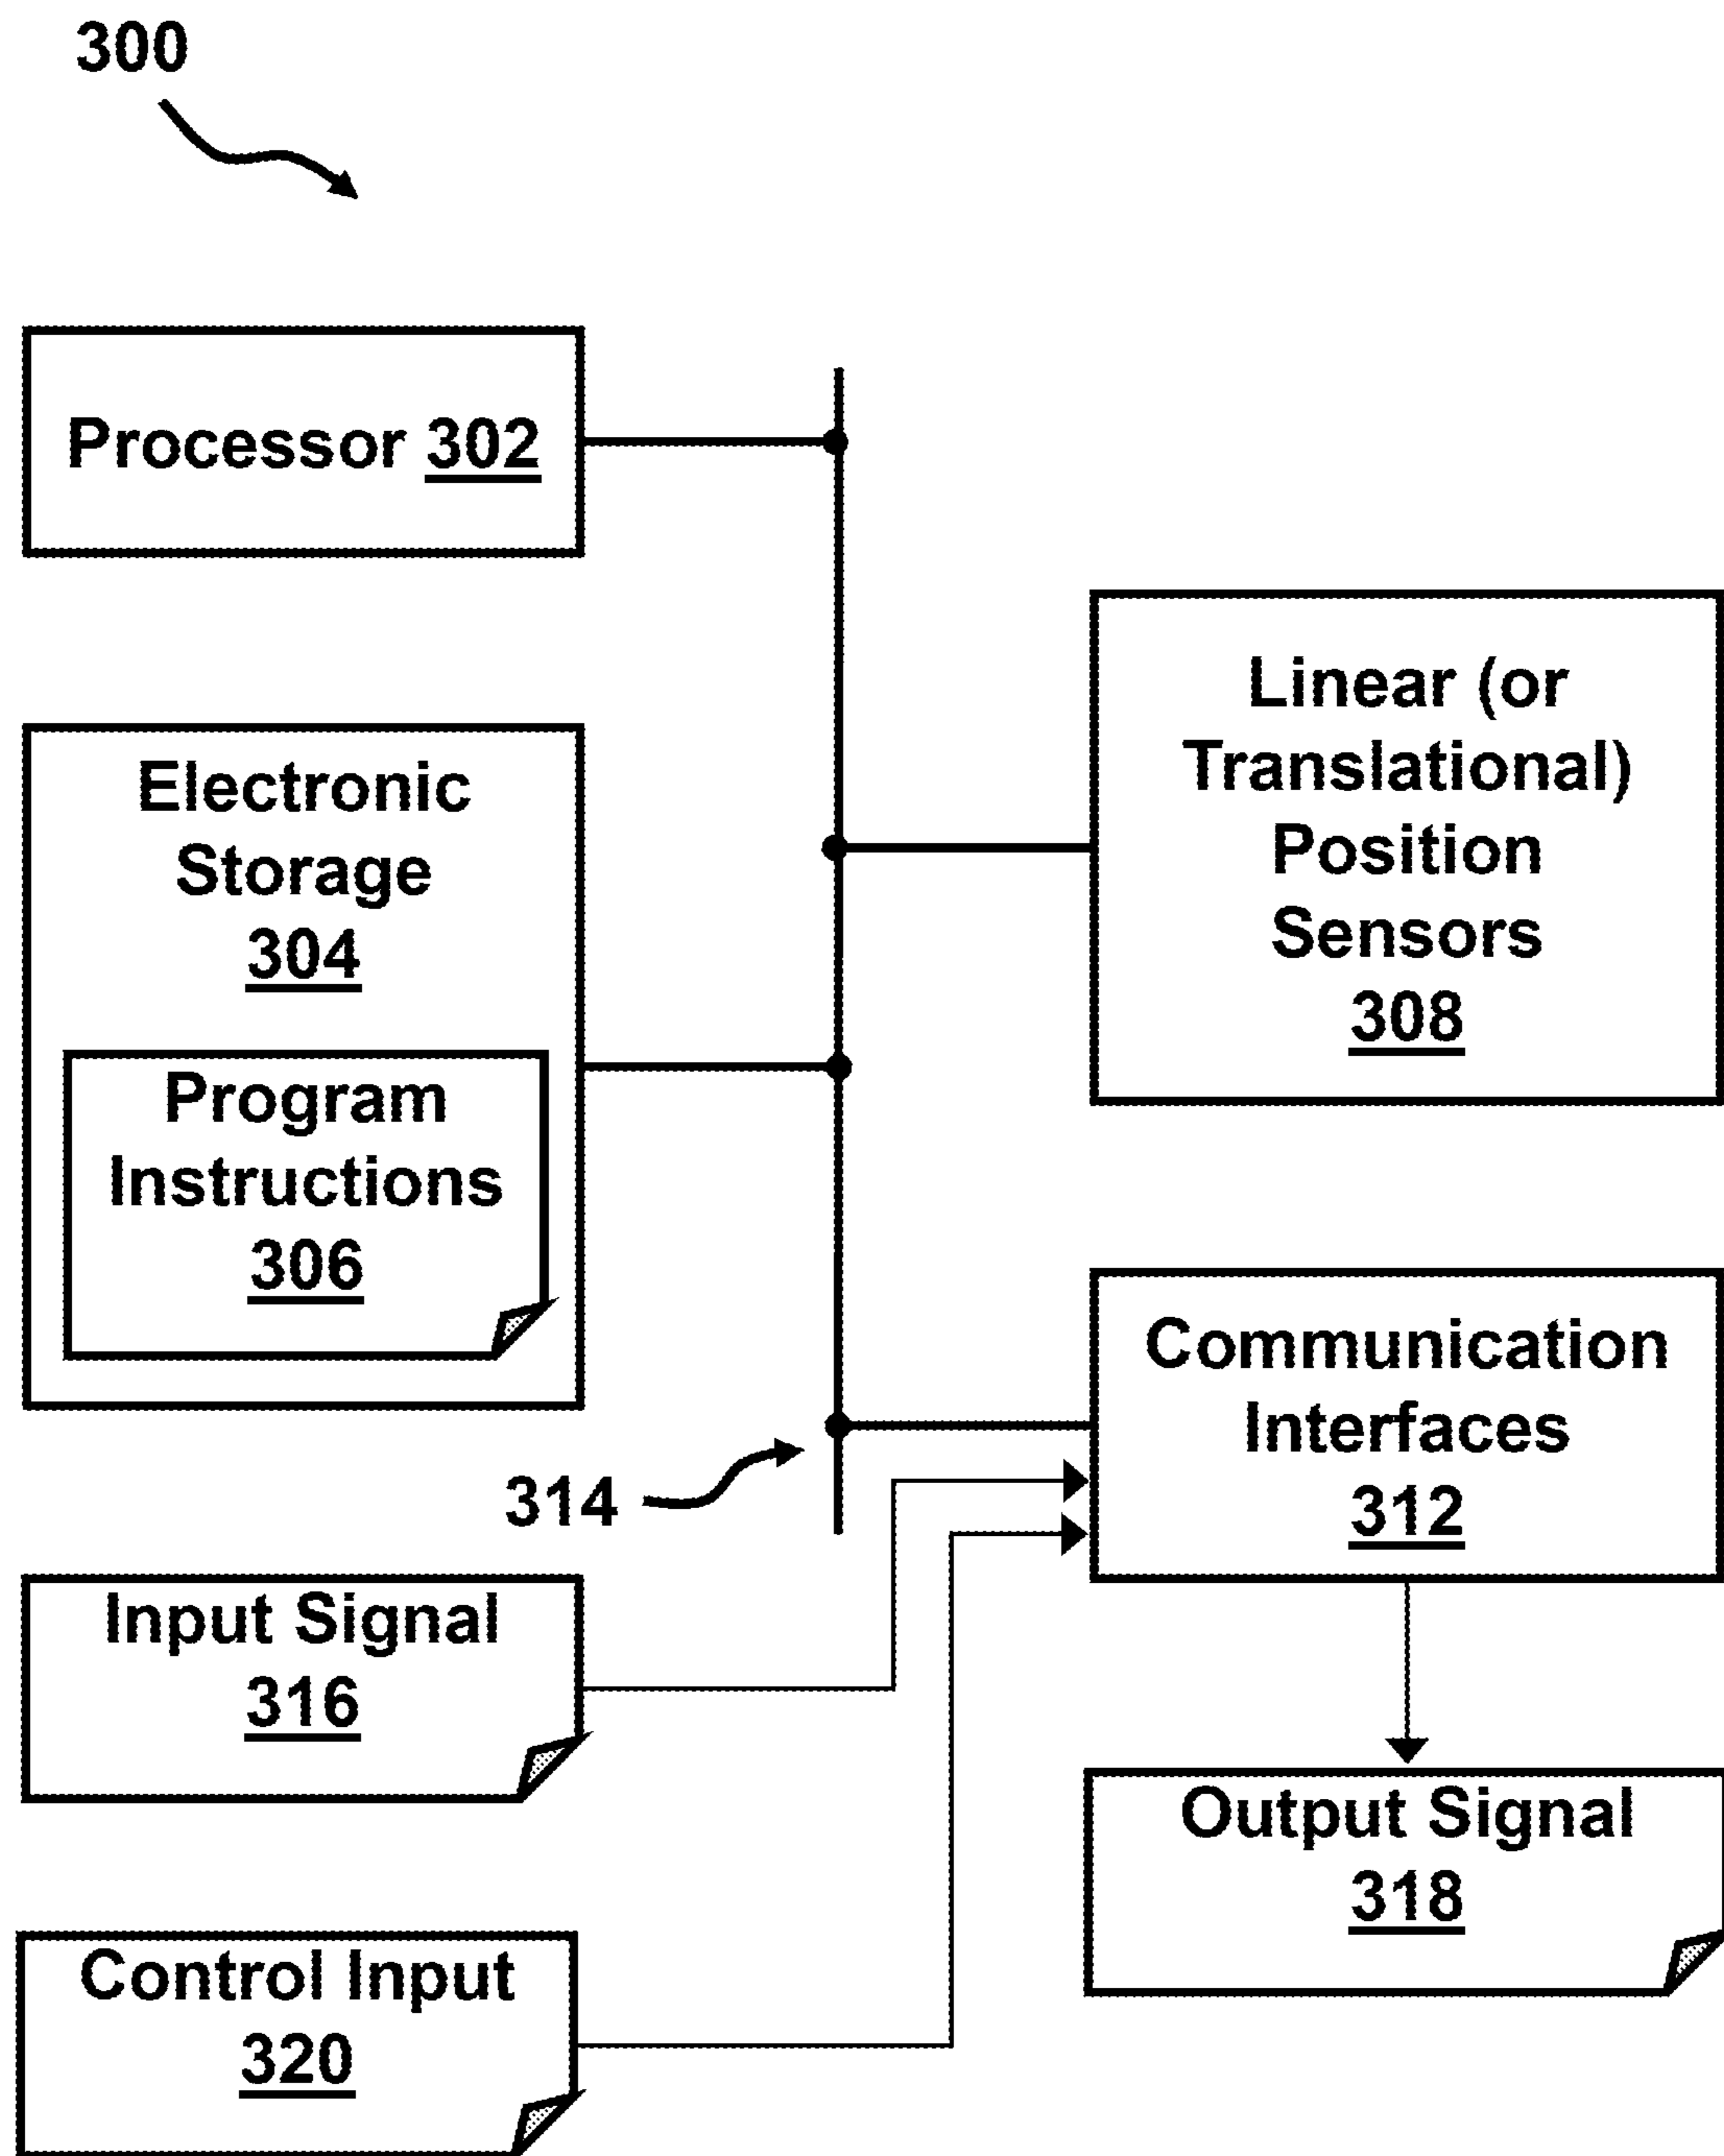 300
Processor 302
Electronic
Storage
304
Program
Instructions
306
Linear (or
Translational)
Position
Sensors
308
Communication
Interfaces
312
314
Input Signal
316
Output Signal
318
Control Input
320